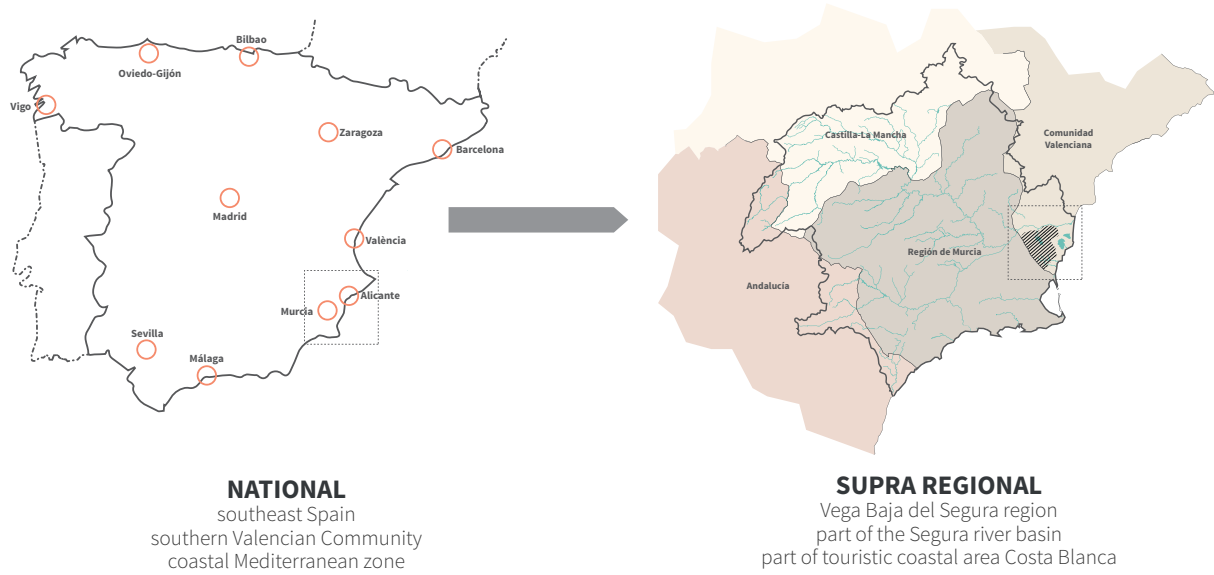 Bilbao
Oviedo-Gijón
Vigo
Zaragoza
Barcelona
Madrid
València
Alicante
Murcia
Sevilla
Málaga
NATIONAL
southeast Spain
southern Valencian Community
coastal Mediterranean zone
Castilla-La Mancha
Comunidad
Valenciana
Región de Murcia
Andalucía
SUPRA REGIONAL
Vega Baja del Segura region
part of the Segura river basin
part of touristic coastal area Costa Blanca